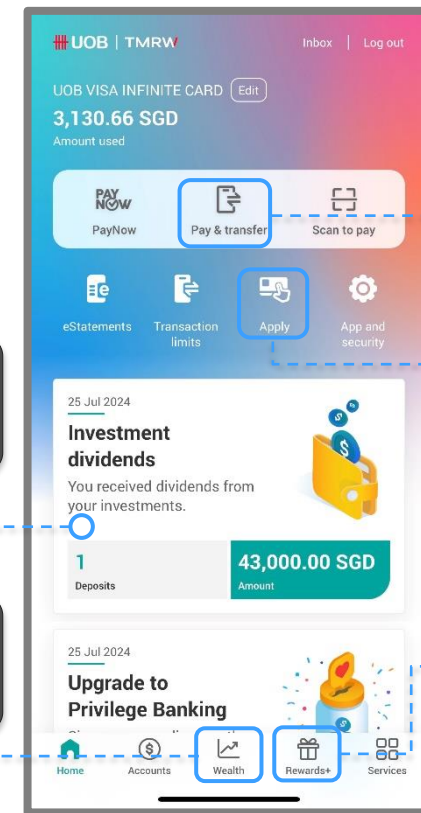 UOB | TMRW
Inbox | Log out
UOB VISA INFINITE CARD Edit
3,130.66 SGD
Amount used
PAY NOW
PayNow
Pay & transfer
Scan to pay
eStatements
Transaction limits
Apply
App and security
25 Jul 2024
Investment
dividends
You received dividends from
your investments.
1
Deposits
43,000.00 SGD
Amount
25 Jul 2024
Upgrade to
Privilege Banking
Home
Accounts
Wealth
Rewards+
Services